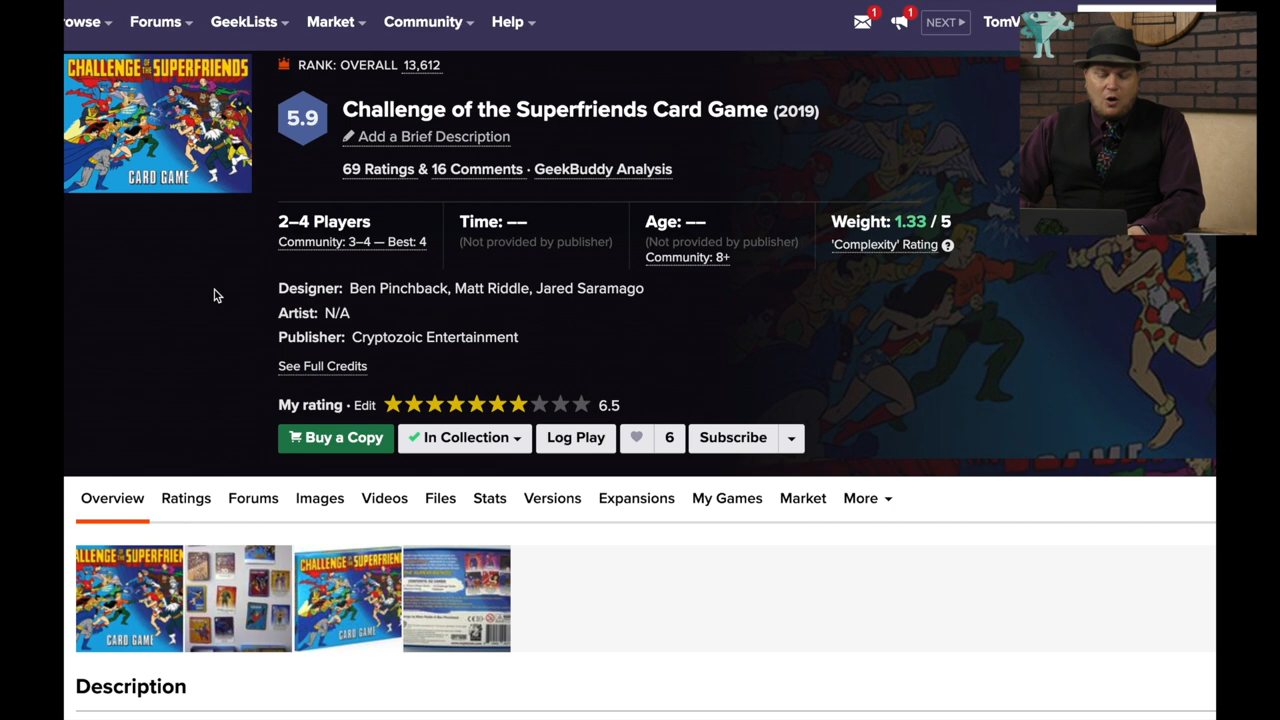 owse Forums GeekLists Market Community Help 1 1 NEXT TomV
CHALLENGE OF THE SUPERFRIENDS
CARD GAME
RANK: OVERALL 13,612
5.9
Challenge of the Superfriends Card Game (2019)
Add a Brief Description
69 Ratings & 16 Comments · GeekBuddy Analysis
2–4 Players
Community: 3–4 — Best: 4
Time: ––
(Not provided by publisher)
Age: ––
(Not provided by publisher)
Community: 8+
Weight: 1.33 / 5
'Complexity' Rating ?
Designer: Ben Pinchback, Matt Riddle, Jared Saramago
Artist: N/A
Publisher: Cryptozoic Entertainment
See Full Credits
My rating · Edit 6.5
Buy a Copy In Collection Log Play 6 Subscribe
Overview Ratings Forums Images Videos Files Stats Versions Expansions My Games Market More
CHALLENGE OF THE SUPERFRIEN
CARD GAME
CHALLENGE OF THE SUPERFRIENDS
CARD GAME
Description